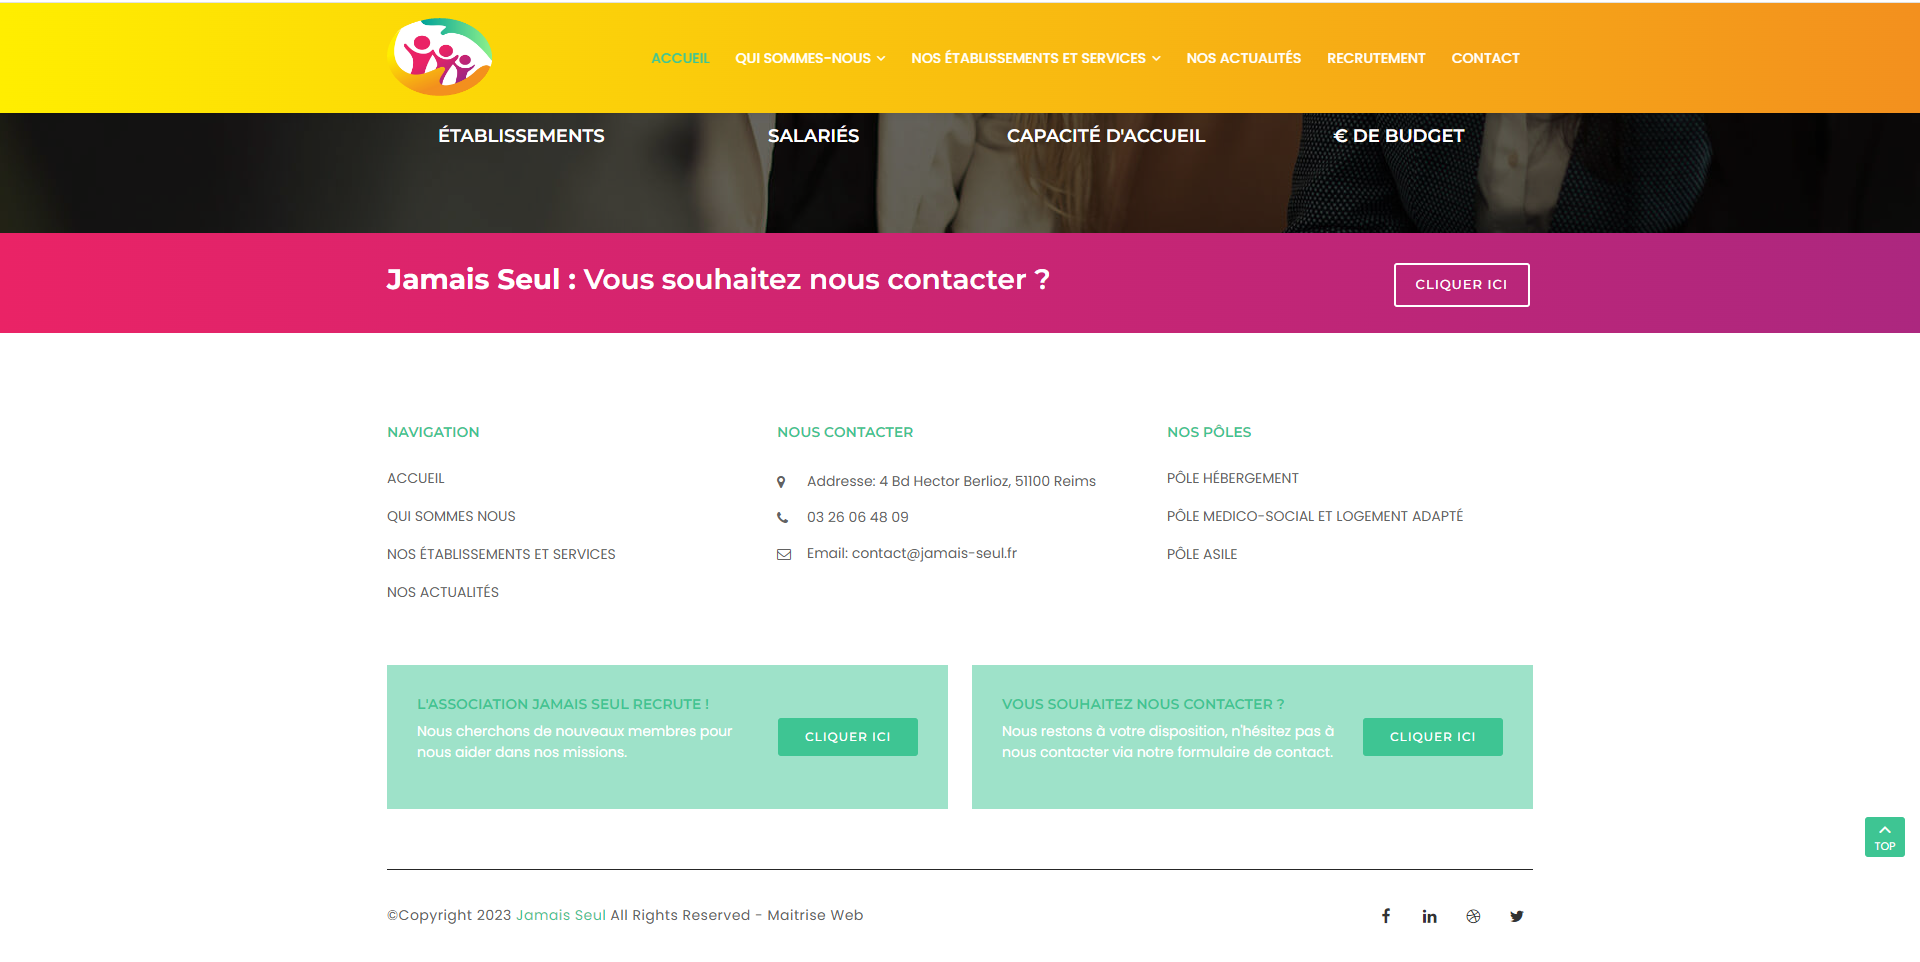 ACCUEIL QUI SOMMES-NOUS NOS ÉTABLISSEMENTS ET SERVICES NOS ACTUALITÉS RECRUTEMENT CONTACT
ÉTABLISSEMENTS SALARIÉS CAPACITÉ D'ACCUEIL € DE BUDGET
Jamais Seul : Vous souhaitez nous contacter ?
CLIQUER ICI
NAVIGATION
ACCUEIL
QUI SOMMES NOUS
NOS ÉTABLISSEMENTS ET SERVICES
NOS ACTUALITÉS
NOUS CONTACTER
Addresse: 4 Bd Hector Berlioz, 51100 Reims
03 26 06 48 09
Email: contact@jamais-seul.fr
NOS PÔLES
PÔLE HÉBERGEMENT
PÔLE MEDICO-SOCIAL ET LOGEMENT ADAPTÉ
PÔLE ASILE
L'ASSOCIATION JAMAIS SEUL RECRUTE !
Nous cherchons de nouveaux membres pour
nous aider dans nos missions.
CLIQUER ICI
VOUS SOUHAITEZ NOUS CONTACTER ?
Nous restons à votre disposition, n'hésitez pas à
nous contacter via notre formulaire de contact.
CLIQUER ICI
TOP
©Copyright 2023 Jamais Seul All Rights Reserved - Maitrise Web